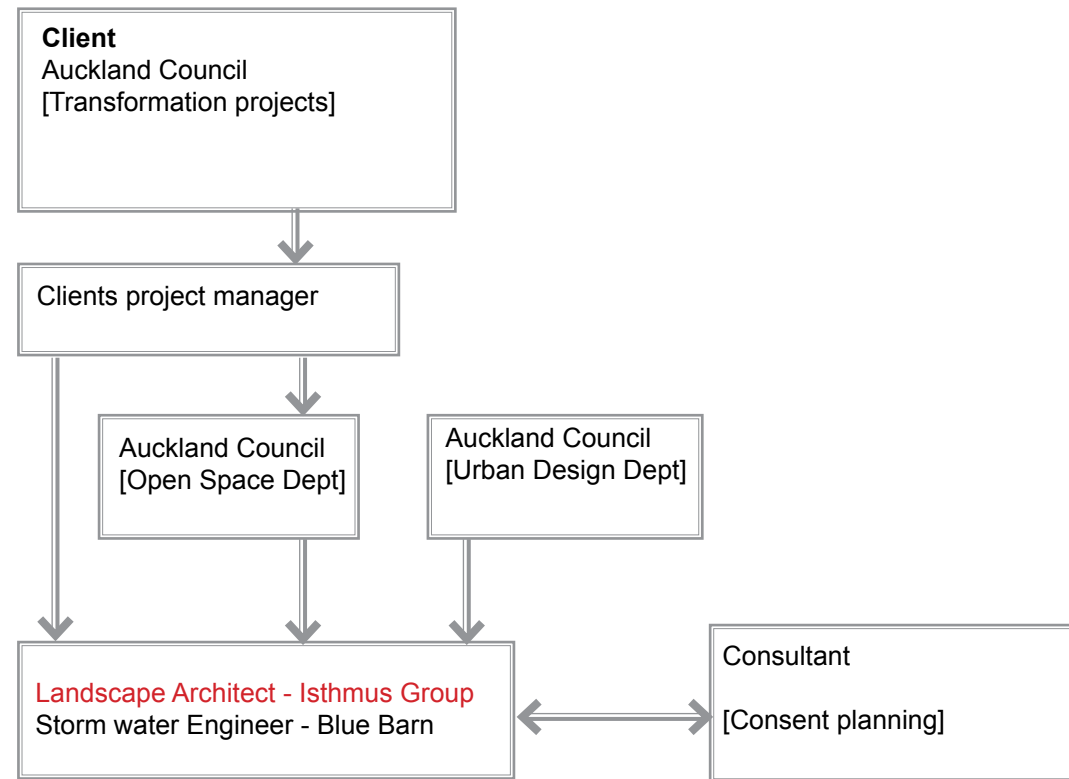 Client
Auckland Council
[Transformation projects]
Clients project manager
Auckland Council
[Open Space Dept]
Auckland Council
[Urban Design Dept]
Landscape Architect - Isthmus Group
Storm water Engineer - Blue Barn
Consultant
[Consent planning]